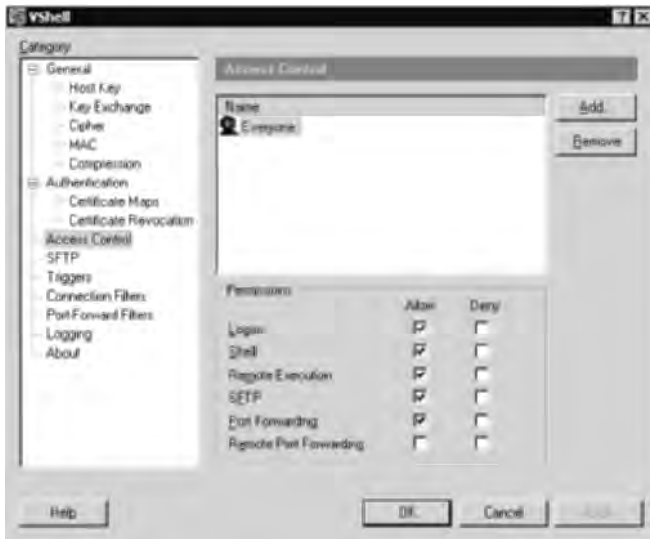 VShell
Category
General
Host Key
Key Exchange
Cipher
MAC
Compression
Authentication
Certificate Maps
Certificate Revocation
Access Control
SFTP
Triggers
Connection Filters
Port-Forward Filters
Logging
About
Access Control
Name
Everyone
Add
Remove
Permissions
Allow Deny
Logon
Shell
Remote Execution
SFTP
Port Forwarding
Remote Port Forwarding
Help
OK
Cancel